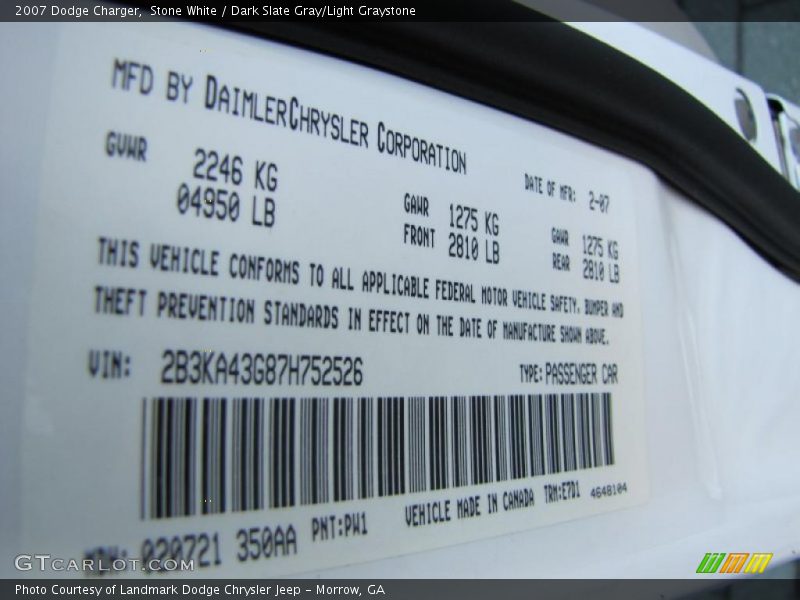 2007 Dodge Charger,  Stone White / Dark Slate Gray/Light Graystone
MFD BY DAIMLERCHRYSLER CORPORATION
GVWR 2246 KG
04950 LB
DATE OF MFR: 2-07
GAWR FRONT 1275 KG 2810 LB
GAWR REAR 1275 KG 2810 LB
THIS VEHICLE CONFORMS TO ALL APPLICABLE FEDERAL MOTOR VEHICLE SAFETY, BUMPER AND
THEFT PREVENTION STANDARDS IN EFFECT ON THE DATE OF MANUFACTURE SHOWN ABOVE.
VIN: 2B3KA43G87H752526 TYPE: PASSENGER CAR
MDH: 020721 350AA PNT:PW1 VEHICLE MADE IN CANADA TRM:E7D1 4648104
GTCARLOT.COM
Photo Courtesy of Landmark Dodge Chrysler Jeep – Morrow, GA